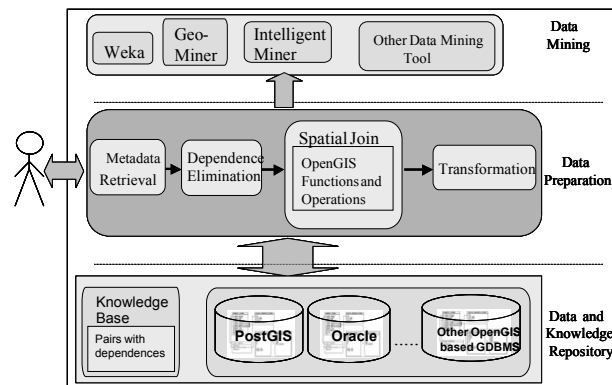 Weka
Geo-
Miner
Intelligent
Miner
Other Data Mining
Tool
Data
Mining
Metadata
Retrieval
Dependence
Elimination
Spatial Join
OpenGIS
Functions and
Operations
Transformation
Data
Preparation
Knowledge
Base
Pairs with
dependences
PostGIS
Oracle
.....
Other OpenGIS
based GDBMS
Data and
Knowledge
Repository